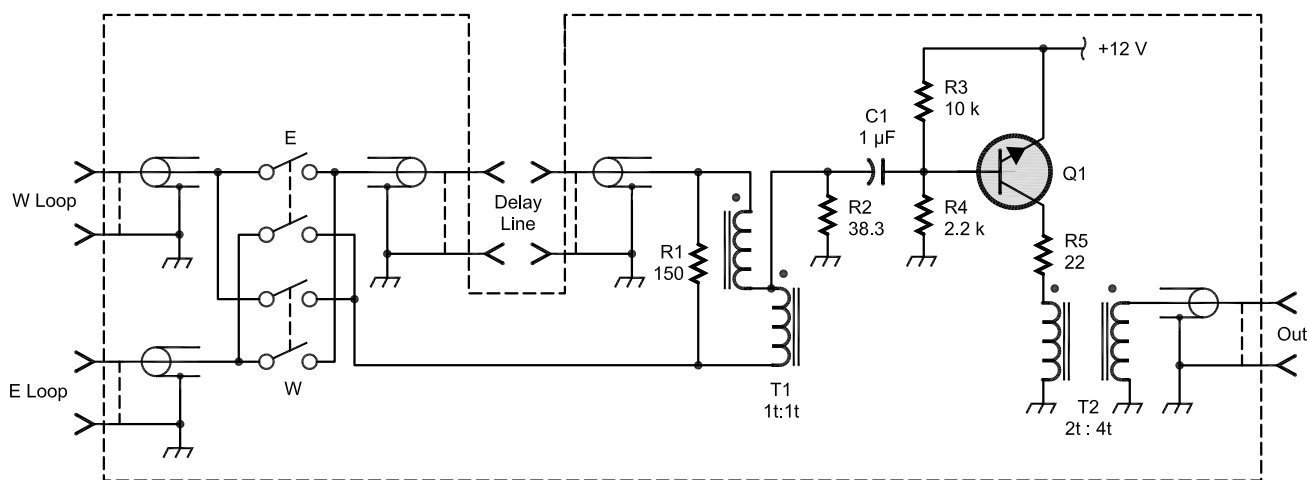 +12 V
R3
10 k
C1
1 µF
E
Q1
W Loop
Delay
Line
R2
38.3
R4
2.2 k
R1
150
R5
22
Out
E Loop
W
T1
1t:1t
T2
2t : 4t